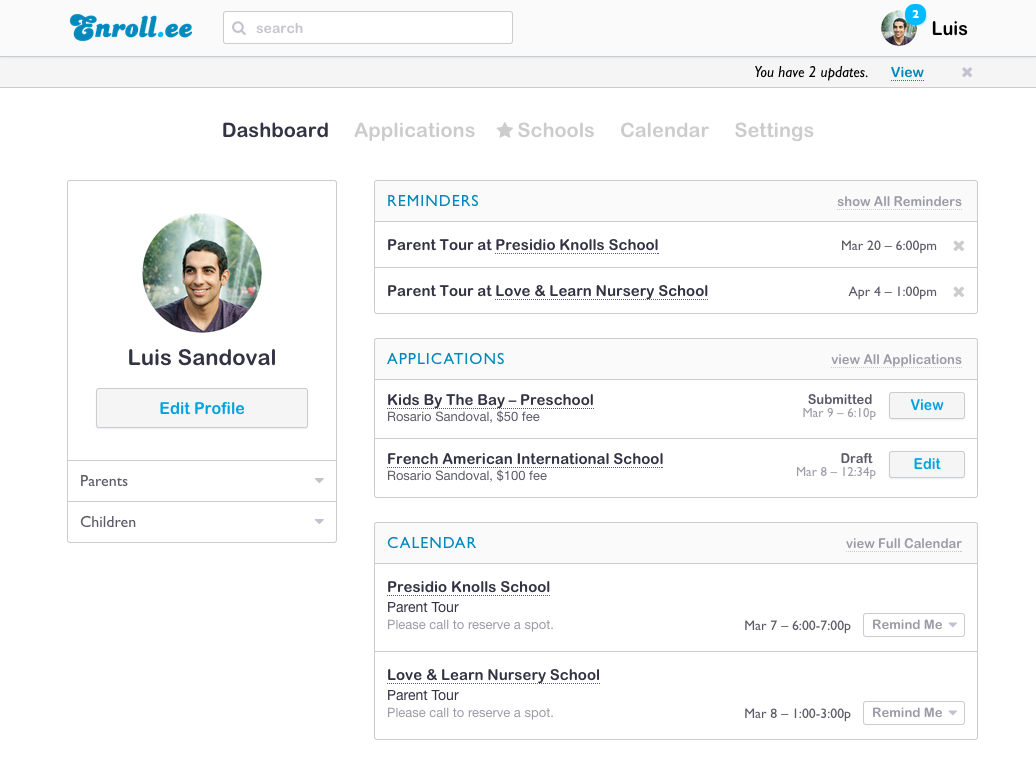 Enroll.ee
search
2
Luis
You have 2 updates. View
Dashboard Applications Schools Calendar Settings
Luis Sandoval
Edit Profile
Parents
Children
REMINDERS show All Reminders
Parent Tour at Presidio Knolls School Mar 20 – 6:00pm
Parent Tour at Love & Learn Nursery School Apr 4 – 1:00pm
APPLICATIONS view All Applications
Kids By The Bay – Preschool Submitted View
Rosario Sandoval, $50 fee Mar 9 – 6:10p
French American International School Draft Edit
Rosario Sandoval, $100 fee Mar 8 – 12:34p
CALENDAR view Full Calendar
Presidio Knolls School
Parent Tour
Please call to reserve a spot. Mar 7 – 6:00-7:00p Remind Me
Love & Learn Nursery School
Parent Tour
Please call to reserve a spot. Mar 8 – 1:00-3:00p Remind Me